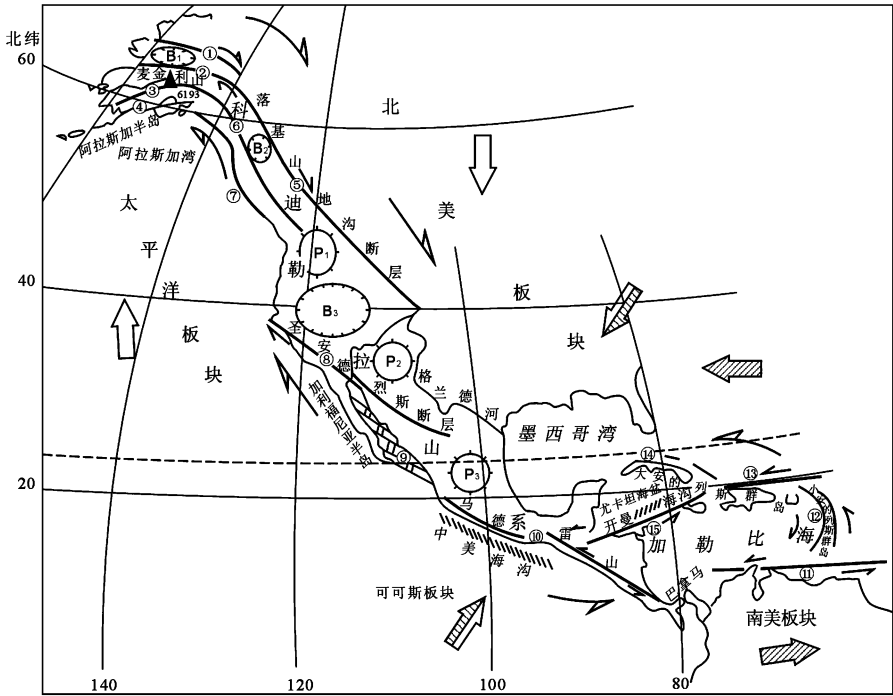 北纬
60
40
20
140
120
100
80
B₁
①
②
麦金利山
6193
③
④
阿拉斯加半岛
阿拉斯加湾
科迪勒拉山系
落基山地沟断层
⑥
B₂
⑤
⑦
太平洋板块
北美板块
P₁
B₃
圣安德烈斯断层
⑧
P₂
格兰德河
加利福尼亚半岛
⑨
墨西哥湾
P₃
马德雷山
⑩
中美海沟
⑭
大安的列斯群岛
⑬
尤卡坦海盆
开曼海沟
⑮
小安的列斯群岛
⑫
加勒比海
⑪
巴拿马
可可斯板块
南美板块